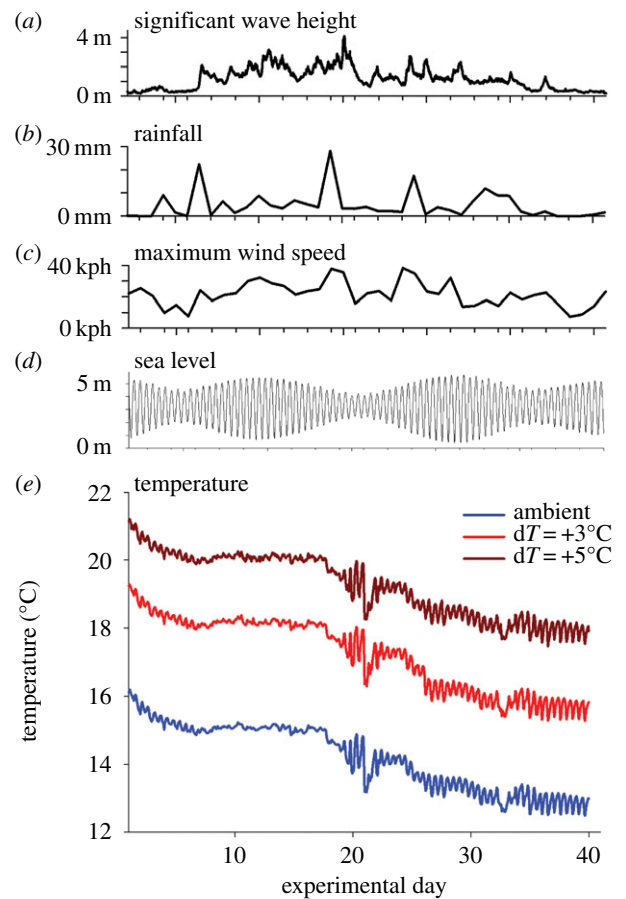 (a) significant wave height
4 m
0 m
(b) rainfall
30 mm
0 mm
(c) maximum wind speed
40 kph
0 kph
(d) sea level
5 m
0 m
(e) temperature
22
20
18
16
14
12
temperature (°C)
ambient
dT = +3°C
dT = +5°C
10 20 30 40
experimental day